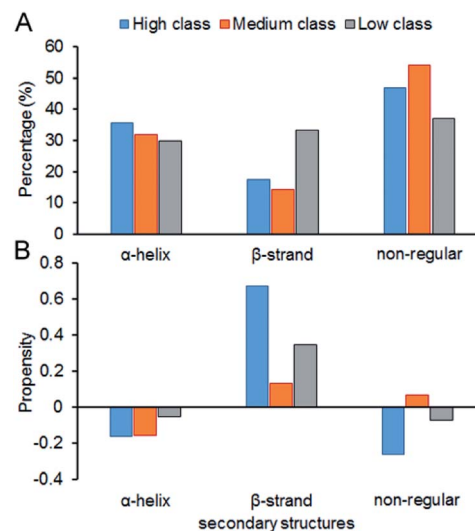 A
High class Medium class Low class
Percentage (%)
60
50
40
30
20
10
0
α-helix β-strand non-regular
B
Propensity
0.8
0.6
0.4
0.2
0
-0.2
-0.4
α-helix β-strand non-regular
secondary structures